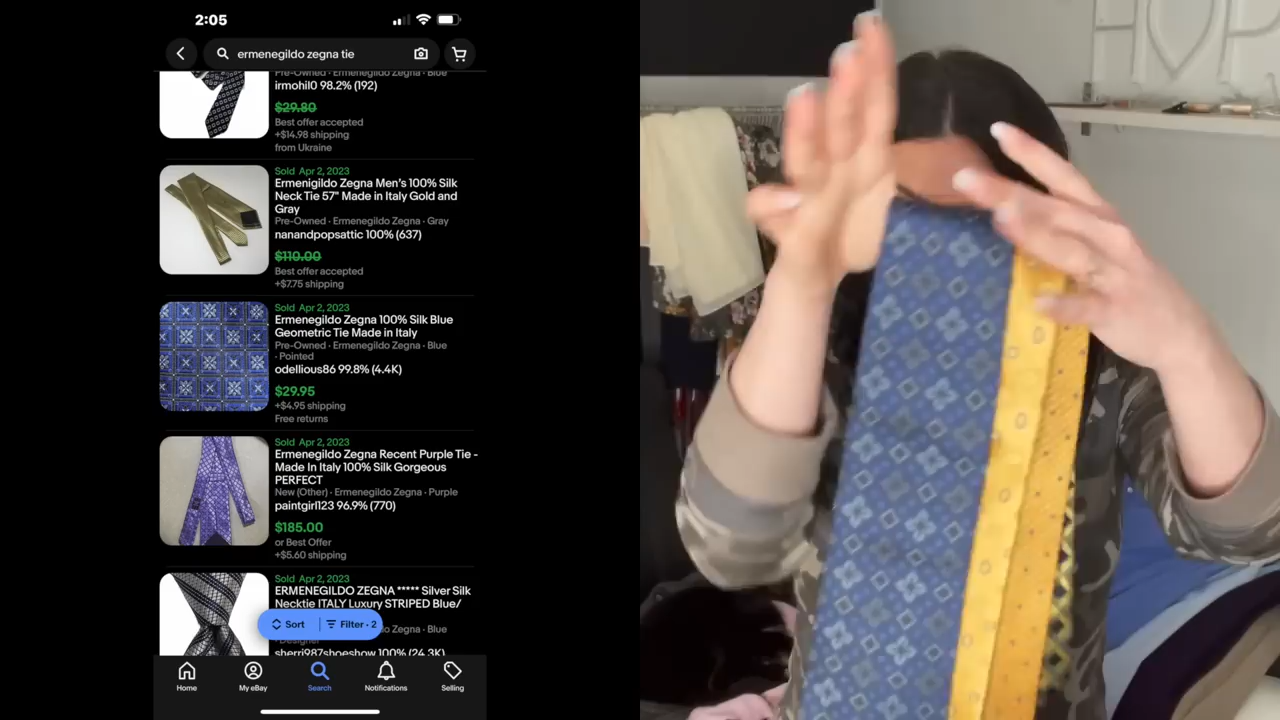 2:05
ermenegildo zegna tie
Pre-Owned · Ermenegildo Zegna · Blue
irmohil0 98.2% (192)
$29.80
Best offer accepted
+$14.98 shipping
from Ukraine
Sold Apr 2, 2023
Ermenigildo Zegna Men's 100% Silk
Neck Tie 57" Made in Italy Gold and
Gray
Pre-Owned · Ermenegildo Zegna · Gray
nanandpopsattic 100% (637)
$110.00
Best offer accepted
+$7.75 shipping
Sold Apr 2, 2023
Ermenegildo Zegna 100% Silk Blue
Geometric Tie Made in Italy
Pre-Owned · Ermenegildo Zegna · Blue
· Pointed
odellious86 99.8% (4.4K)
$29.95
+$4.95 shipping
Free returns
Sold Apr 2, 2023
Ermenegildo Zegna Recent Purple Tie -
Made In Italy 100% Silk Gorgeous
PERFECT
New (Other) · Ermenegildo Zegna · Purple
paintgirl123 96.9% (770)
$185.00
or Best Offer
+$5.60 shipping
Sold Apr 2, 2023
ERMENEGILDO ZEGNA ***** Silver Silk
Necktie ITALY Luxury STRIPED Blue/
Zegna · Blue
sherri987shoeshow 100% (24.3K)
Sort Filter · 2
Home My eBay Search Notifications Selling